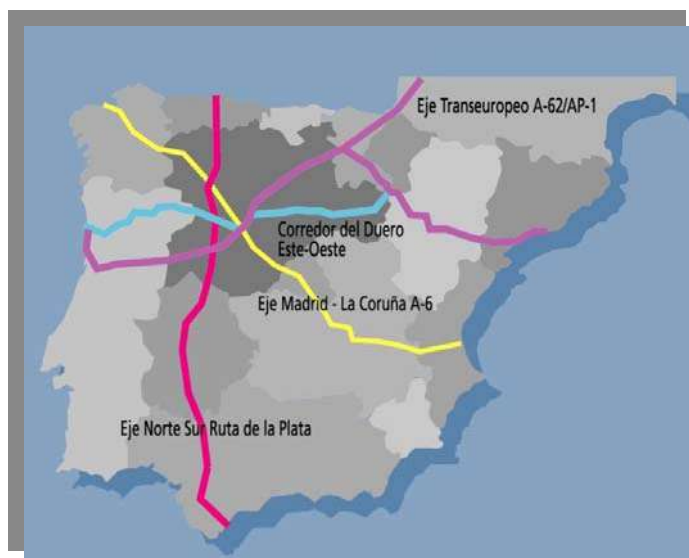 Eje Transeuropeo A-62/AP-1
Corredor del Duero
Este-Oeste
Eje Madrid - La Coruña A-6
Eje Norte Sur Ruta de la Plata